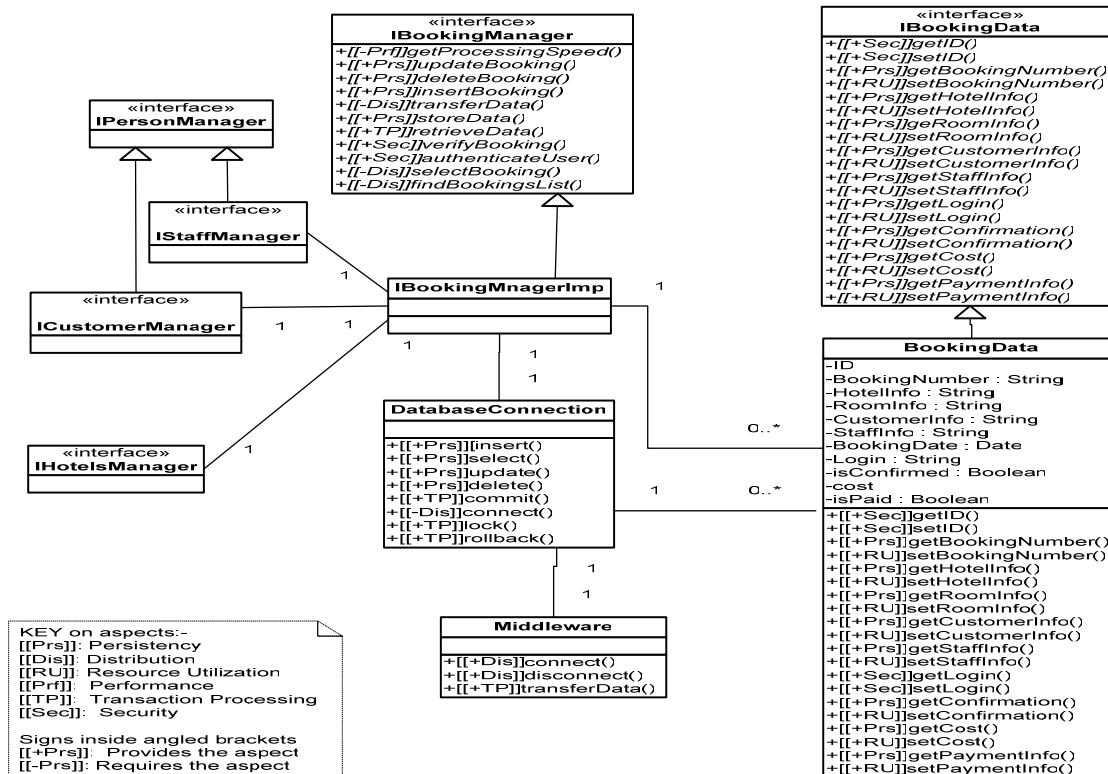 «interface»
IBookingManager
+[[-Prf]]getProcessingSpeed()
+[[+Prs]]updateBooking()
+[[+Prs]]deleteBooking()
+[[+Prs]]insertBooking()
+[[-Dis]]transferData()
+[[+Prs]]storeData()
+[[+TP]]retrieveData()
+[[+Sec]]verifyBooking()
+[[+Sec]]authenticateUser()
+[[-Dis]]selectBooking()
+[[-Dis]]findBookingsList()
«interface»
IBookingData
+[[+Sec]]getID()
+[[+Sec]]setID()
+[[+Prs]]getBookingNumber()
+[[+RU]]setBookingNumber()
+[[+Prs]]getHotelInfo()
+[[+RU]]setHotelInfo()
+[[+Prs]]geRoomInfo()
+[[+RU]]setRoomInfo()
+[[+Prs]]getCustomerInfo()
+[[+RU]]setCustomerInfo()
+[[+Prs]]getStaffInfo()
+[[+RU]]setStaffInfo()
+[[+Prs]]getLogin()
+[[+RU]]setLogin()
+[[+Prs]]getConfirmation()
+[[+RU]]setConfirmation()
+[[+Prs]]getCost()
+[[+RU]]setCost()
+[[+Prs]]getPaymentInfo()
+[[+RU]]setPaymentInfo()
«interface»
IPersonManager
«interface»
IStaffManager
1
IBookingMnagerImp
1
«interface»
ICustomerManager
1
1
1
1
1
«interface»
IHotelsManager
1
DatabaseConnection
+[[+Prs]][insert()
+[[+Prs]]select()
+[[+Prs]]update()
+[[+Prs]]delete()
+[[+TP]]commit()
+[[-Dis]]connect()
+[[+TP]]lock()
+[[+TP]]rollback()
0..*
1
0..*
BookingData
-ID
-BookingNumber : String
-HotelInfo : String
-RoomInfo : String
-CustomerInfo : String
-StaffInfo : String
-BookingDate : Date
-Login : String
-isConfirmed : Boolean
-cost
-isPaid : Boolean
+[[+Sec]]getID()
+[[+Sec]]setID()
+[[+Prs]]getBookingNumber()
+[[+RU]]setBookingNumber()
+[[+Prs]]getHotelInfo()
+[[+RU]]setHotelInfo()
+[[+Prs]]getRoomInfo()
+[[+RU]]setRoomInfo()
+[[+Prs]]getCustomerInfo()
+[[+RU]]setCustomerInfo()
+[[+Prs]]getStaffInfo()
+[[+RU]]setStaffInfo()
+[[+Sec]]getLogin()
+[[+Sec]]setLogin()
+[[+Prs]]getConfirmation()
+[[+RU]]setConfirmation()
+[[+Prs]]getCost()
+[[+RU]]setCost()
+[[+Prs]]getPaymentInfo()
+[[+RU]]setPaymentInfo()
1
1
Middleware
+[[+Dis]]connect()
+[[+Dis]]disconnect()
+[[+TP]]transferData()
KEY on aspects:-
[[Prs]]: Persistency
[[Dis]]: Distribution
[[RU]]: Resource Utilization
[[Prf]]: Performance
[[TP]]: Transaction Processing
[[Sec]]: Security
Signs inside angled brackets
[[+Prs]]: Provides the aspect
[[-Prs]]: Requires the aspect